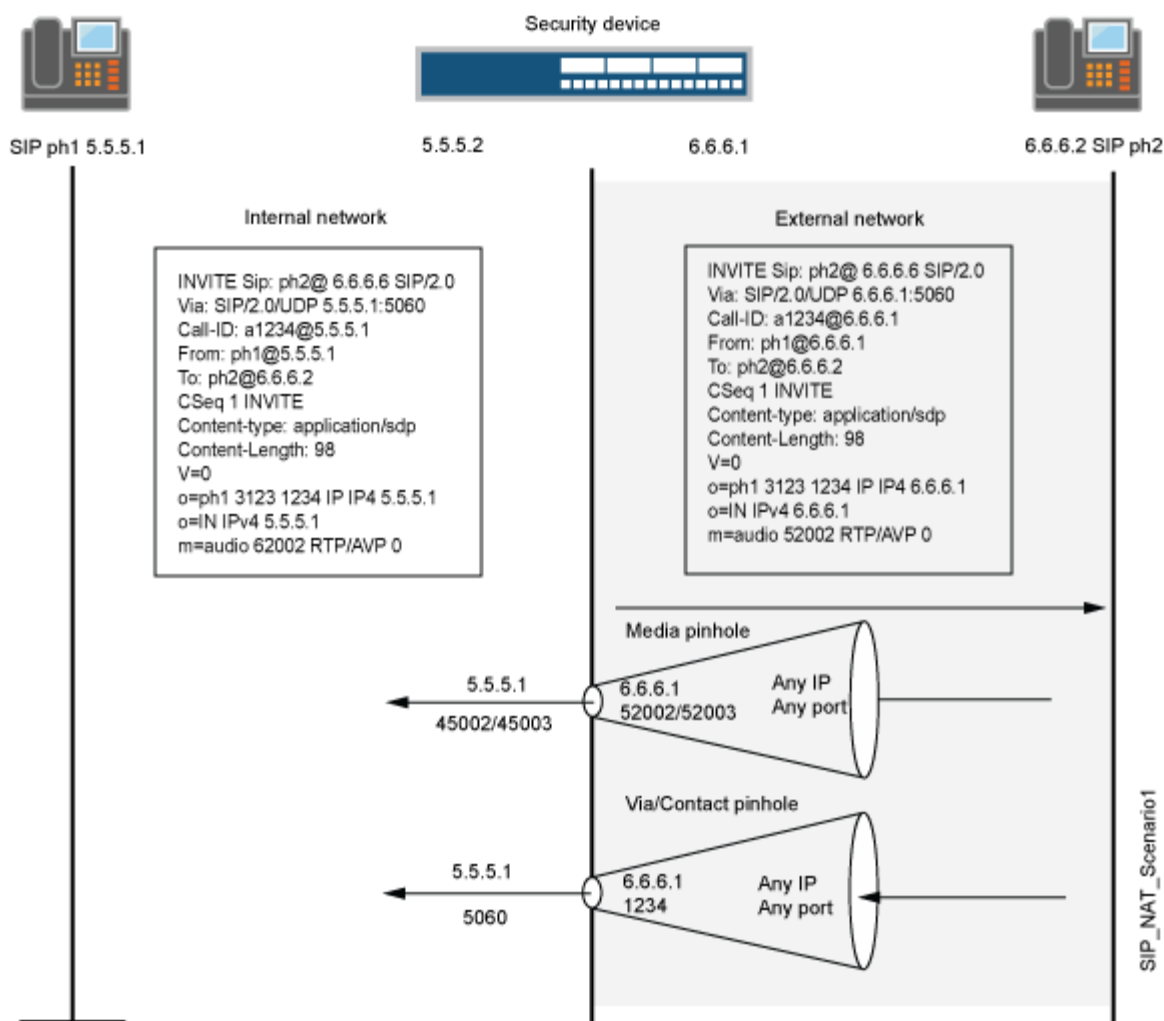 Security device
SIP ph1 5.5.5.1
5.5.5.2
6.6.6.1
6.6.6.2 SIP ph2
Internal network
INVITE Sip: ph2@ 6.6.6.6 SIP/2.0
Via: SIP/2.0/UDP 5.5.5.1:5060
Call-ID: a1234@5.5.5.1
From: ph1@5.5.5.1
To: ph2@6.6.6.2
CSeq 1 INVITE
Content-type: application/sdp
Content-Length: 98
V=0
o=ph1 3123 1234 IP IP4 5.5.5.1
o=IN IPv4 5.5.5.1
m=audio 62002 RTP/AVP 0
External network
INVITE Sip: ph2@ 6.6.6.6 SIP/2.0
Via: SIP/2.0/UDP 6.6.6.1:5060
Call-ID: a1234@6.6.6.1
From: ph1@6.6.6.1
To: ph2@6.6.6.2
CSeq 1 INVITE
Content-type: application/sdp
Content-Length: 98
V=0
o=ph1 3123 1234 IP IP4 6.6.6.1
o=IN IPv4 6.6.6.1
m=audio 52002 RTP/AVP 0
Media pinhole
5.5.5.1
45002/45003
6.6.6.1
52002/52003
Any IP
Any port
Via/Contact pinhole
5.5.5.1
5060
6.6.6.1
1234
Any IP
Any port
SIP_NAT_Scenario1